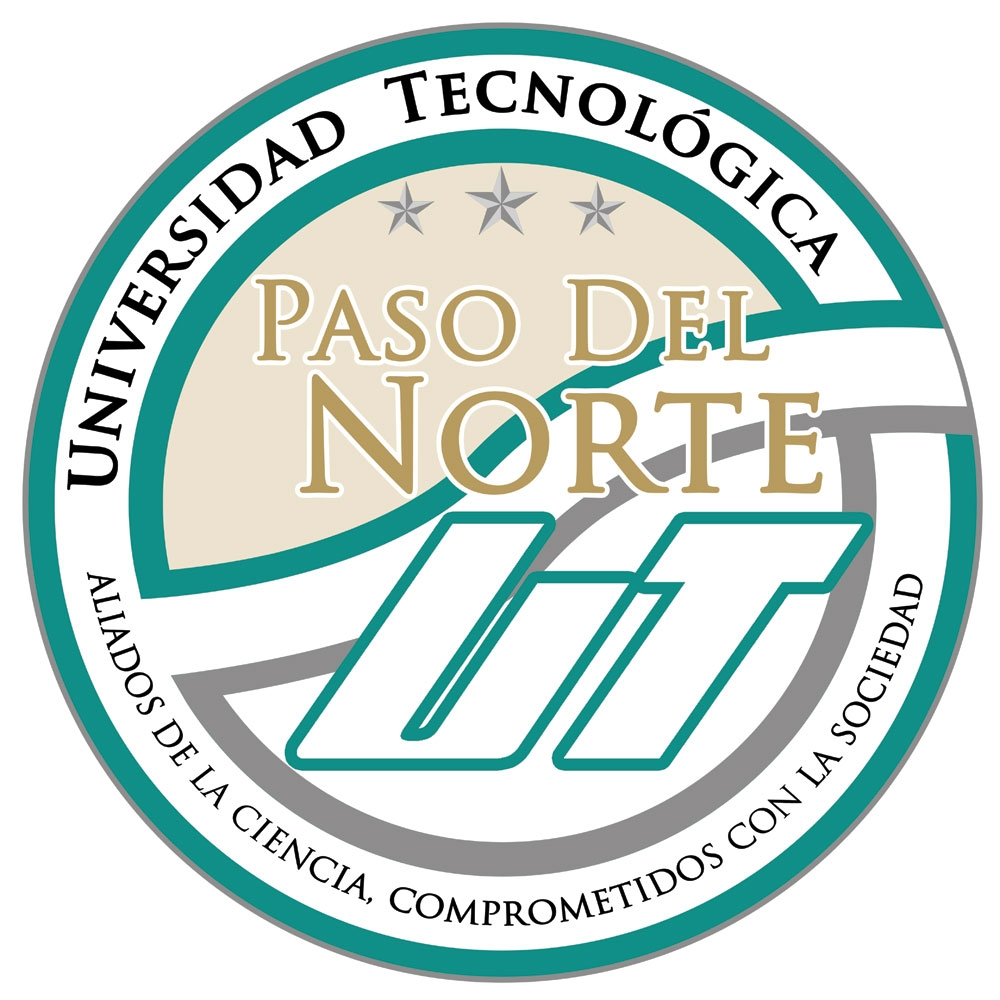 UNIVERSIDAD TECNOLÓGICA
PASO DEL
NORTE
UT
ALIADOS DE LA CIENCIA, COMPROMETIDOS CON LA SOCIEDAD